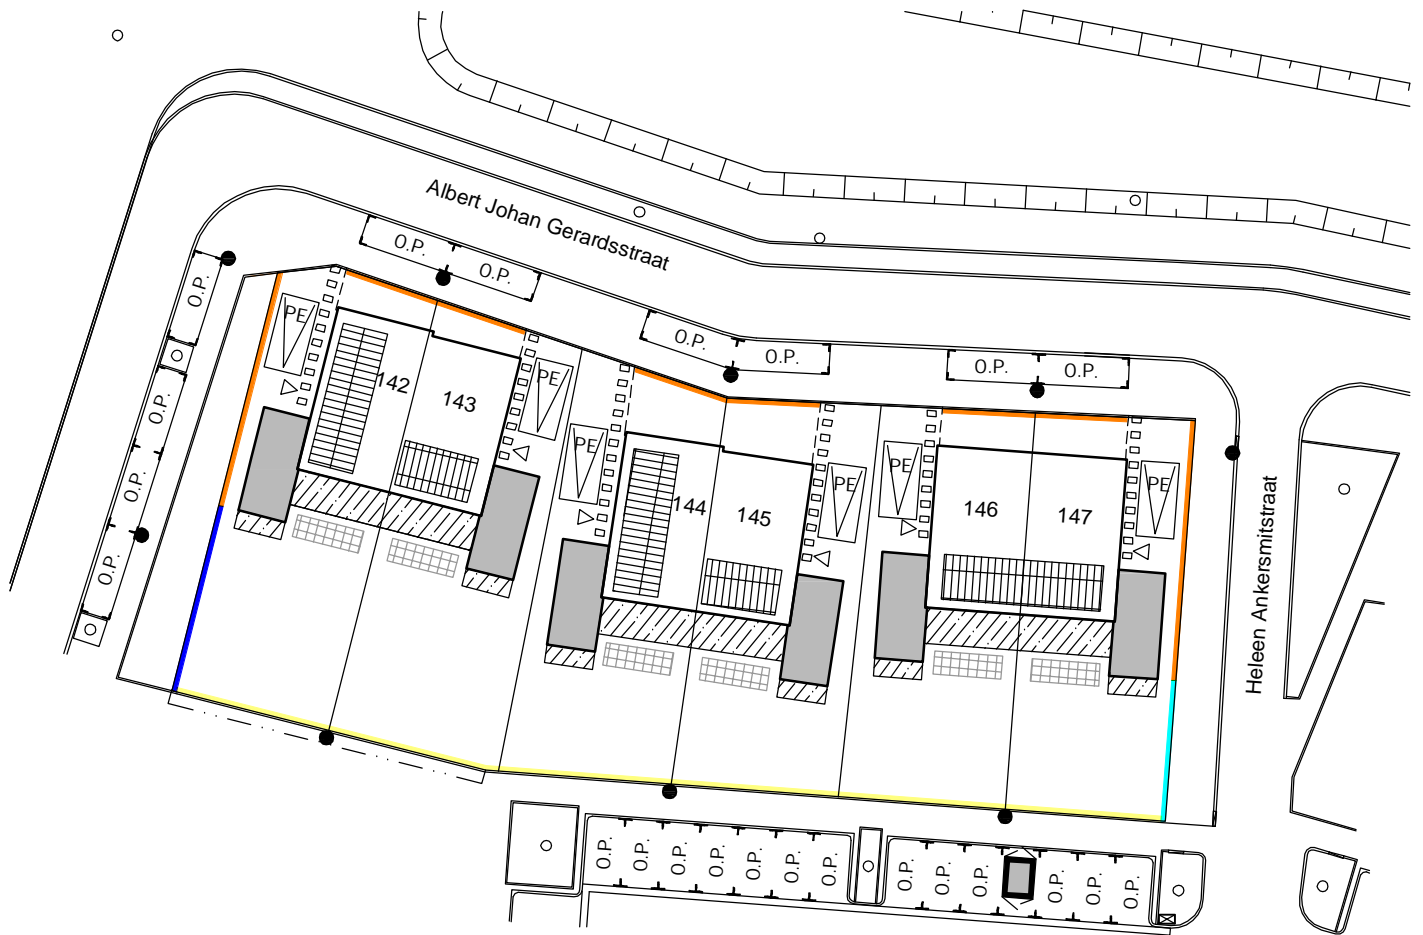 Albert Johan Gerardsstraat
O.P.
O.P.
O.P.
O.P.
O.P.
O.P.
O.P.
O.P.
O.P.
O.P.
PE
142
143
PE
PE
144
145
PE
PE
146
147
PE
Heleen Ankersmitstraat
O.P.
O.P.
O.P.
O.P.
O.P.
O.P.
O.P.
O.P.
O.P.
O.P.
O.P.
O.P.
O.P.